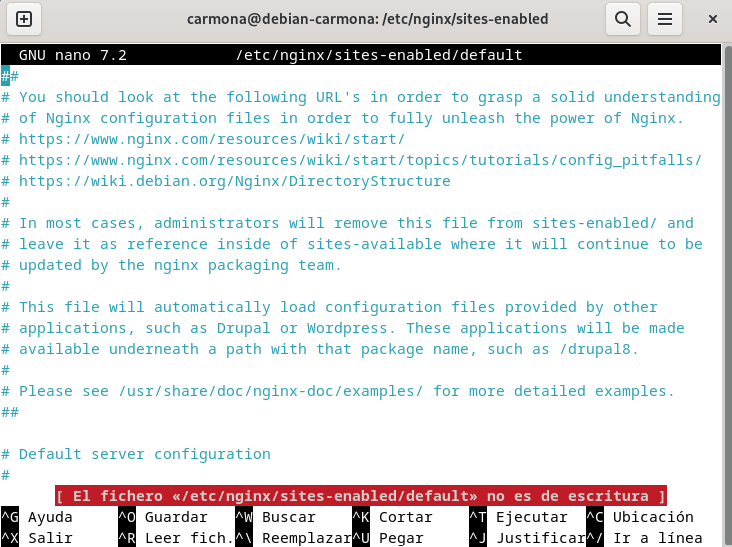 carmona@debian-carmona: /etc/nginx/sites-enabled
GNU nano 7.2 /etc/nginx/sites-enabled/default
##
# You should look at the following URL's in order to grasp a solid understanding
# of Nginx configuration files in order to fully unleash the power of Nginx.
# https://www.nginx.com/resources/wiki/start/
# https://www.nginx.com/resources/wiki/start/topics/tutorials/config_pitfalls/
# https://wiki.debian.org/Nginx/DirectoryStructure
#
# In most cases, administrators will remove this file from sites-enabled/ and
# leave it as reference inside of sites-available where it will continue to be
# updated by the nginx packaging team.
#
# This file will automatically load configuration files provided by other
# applications, such as Drupal or Wordpress. These applications will be made
# available underneath a path with that package name, such as /drupal8.
#
# Please see /usr/share/doc/nginx-doc/examples/ for more detailed examples.
##
# Default server configuration
#
[ El fichero «/etc/nginx/sites-enabled/default» no es de escritura ]
^G Ayuda ^O Guardar ^W Buscar ^K Cortar ^T Ejecutar ^C Ubicación
^X Salir ^R Leer fich. ^\ Reemplazar ^U Pegar ^J Justificar ^/ Ir a línea